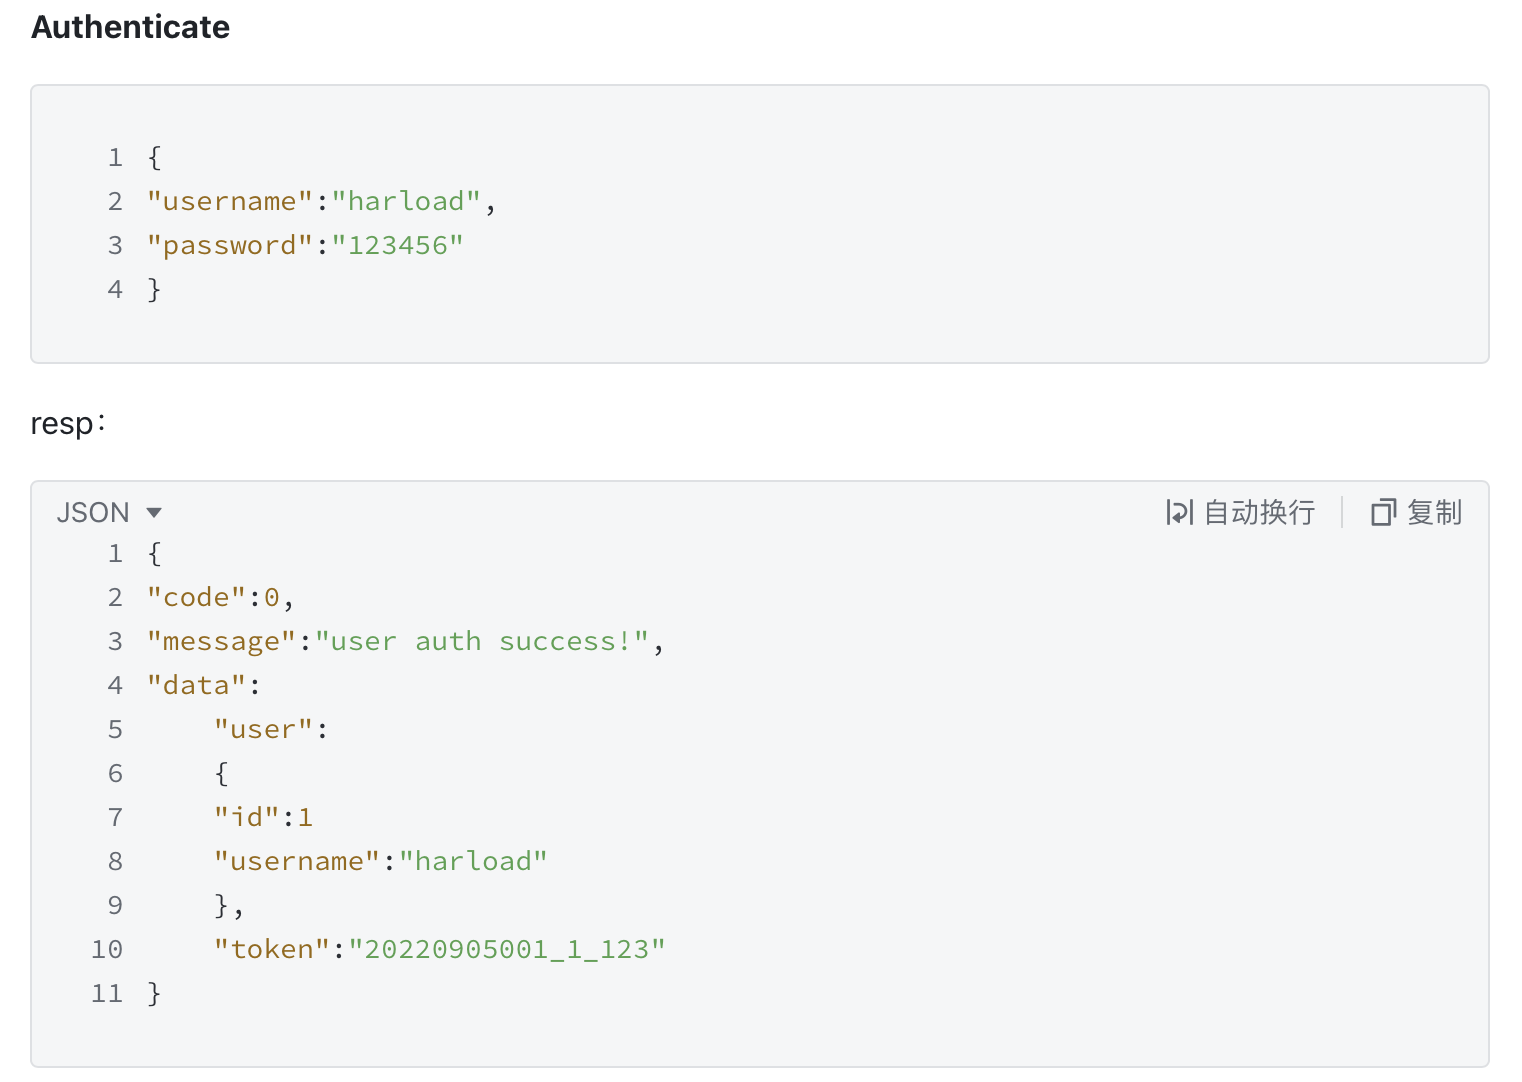 Authenticate
1 {
2 "username":"harload",
3 "password":"123456"
4 }
resp：
JSON 自动换行 复制
1 {
2 "code":0,
3 "message":"user auth success!",
4 "data":
5     "user":
6     {
7     "id":1
8     "username":"harload"
9     },
10     "token":"20220905001_1_123"
11 }